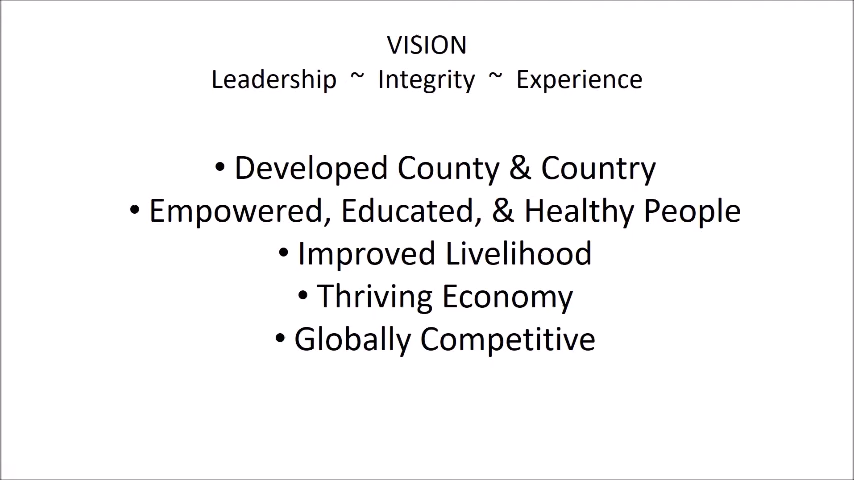 VISION
Leadership ~ Integrity ~ Experience
• Developed County & Country
• Empowered, Educated, & Healthy People
• Improved Livelihood
• Thriving Economy
• Globally Competitive